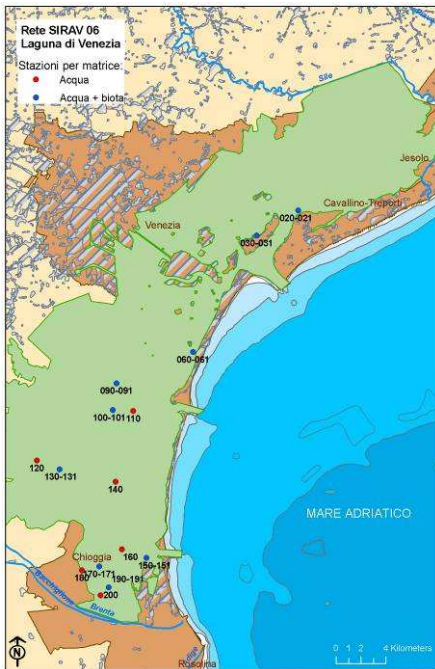 Rete SIRAV 06
Laguna di Venezia
Stazioni per matrice:
Acqua
Acqua + biota
Sile
Jesolo
Cavallino-Treporti
020-021
Venezia
030-031
060-061
090-091
100-101
110
120
130-131
140
MARE ADRIATICO
160
150-151
Chioggia
180
170-171
190-191
200
Bacchiglione
Brenta
Adige
Rosolina
N
0 1 2 4 Kilometers